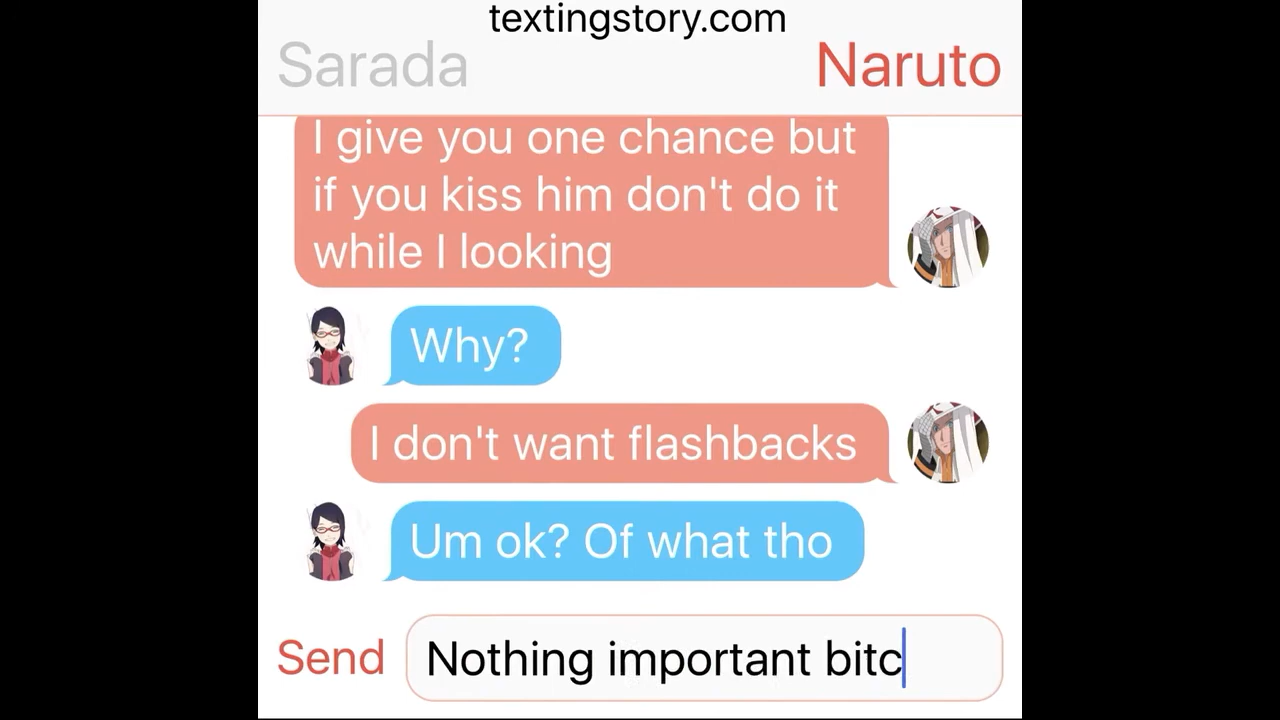 textingstory.com
Sarada
Naruto
I give you one chance but
if you kiss him don't do it
while I looking
Why?
I don't want flashbacks
Um ok? Of what tho
Send
Nothing important bitc